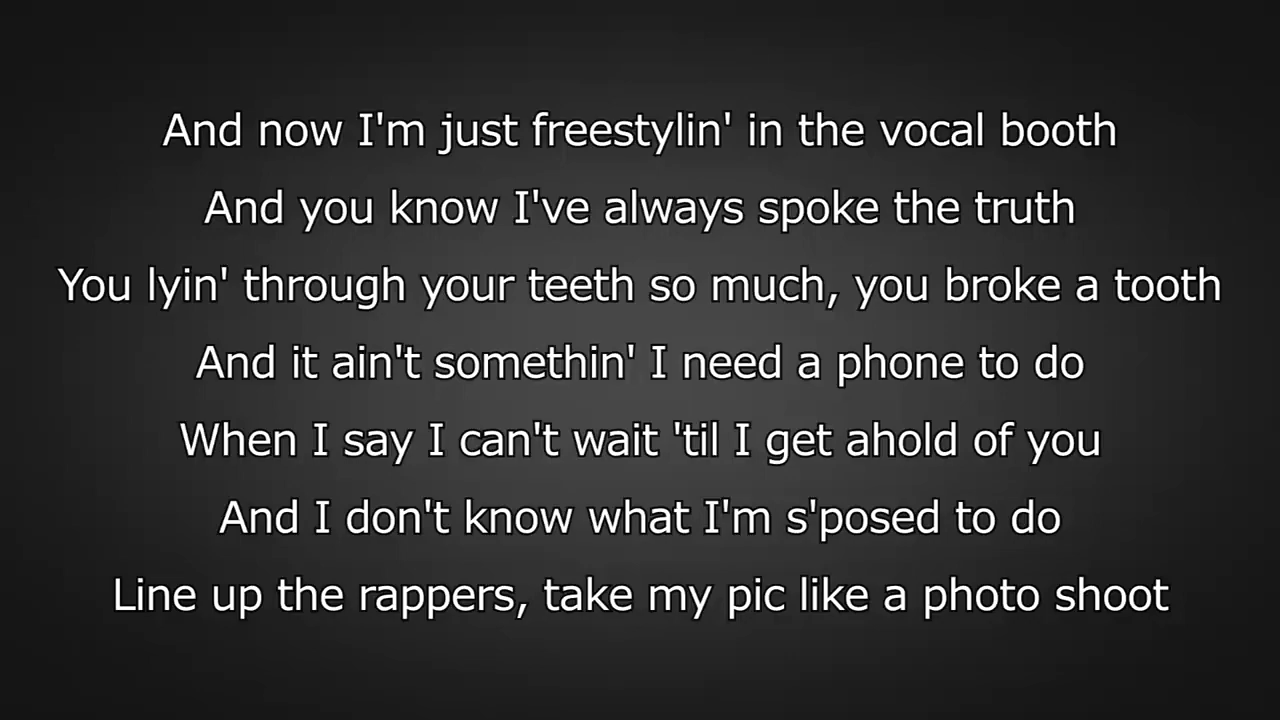 And now I'm just freestylin' in the vocal booth
And you know I've always spoke the truth
You lyin' through your teeth so much, you broke a tooth
And it ain't somethin' I need a phone to do
When I say I can't wait 'til I get ahold of you
And I don't know what I'm s'posed to do
Line up the rappers, take my pic like a photo shoot